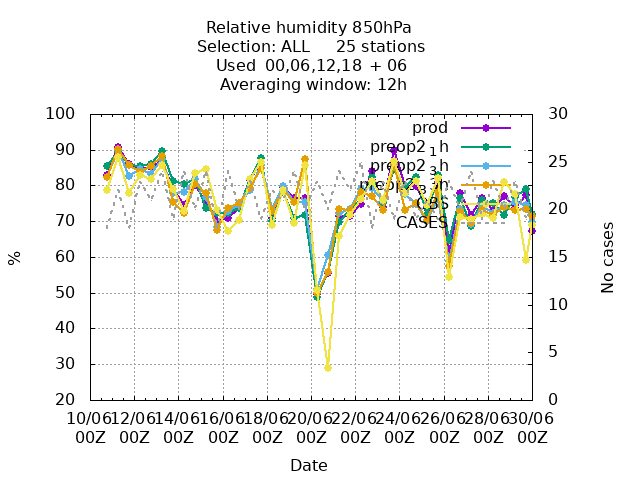 Relative humidity 850hPa
Selection: ALL 25 stations
Used 00,06,12,18 + 06
Averaging window: 12h
100
90
80
70
60
50
40
30
20
%
30
25
20
15
10
5
0
No cases
prod
preop2_1h
preop2_3h
OBS
CASES
10/06 12/06 14/06 16/06 18/06 20/06 22/06 24/06 26/06 28/06 30/06
00Z 00Z 00Z 00Z 00Z 00Z 00Z 00Z 00Z 00Z 00Z
Date